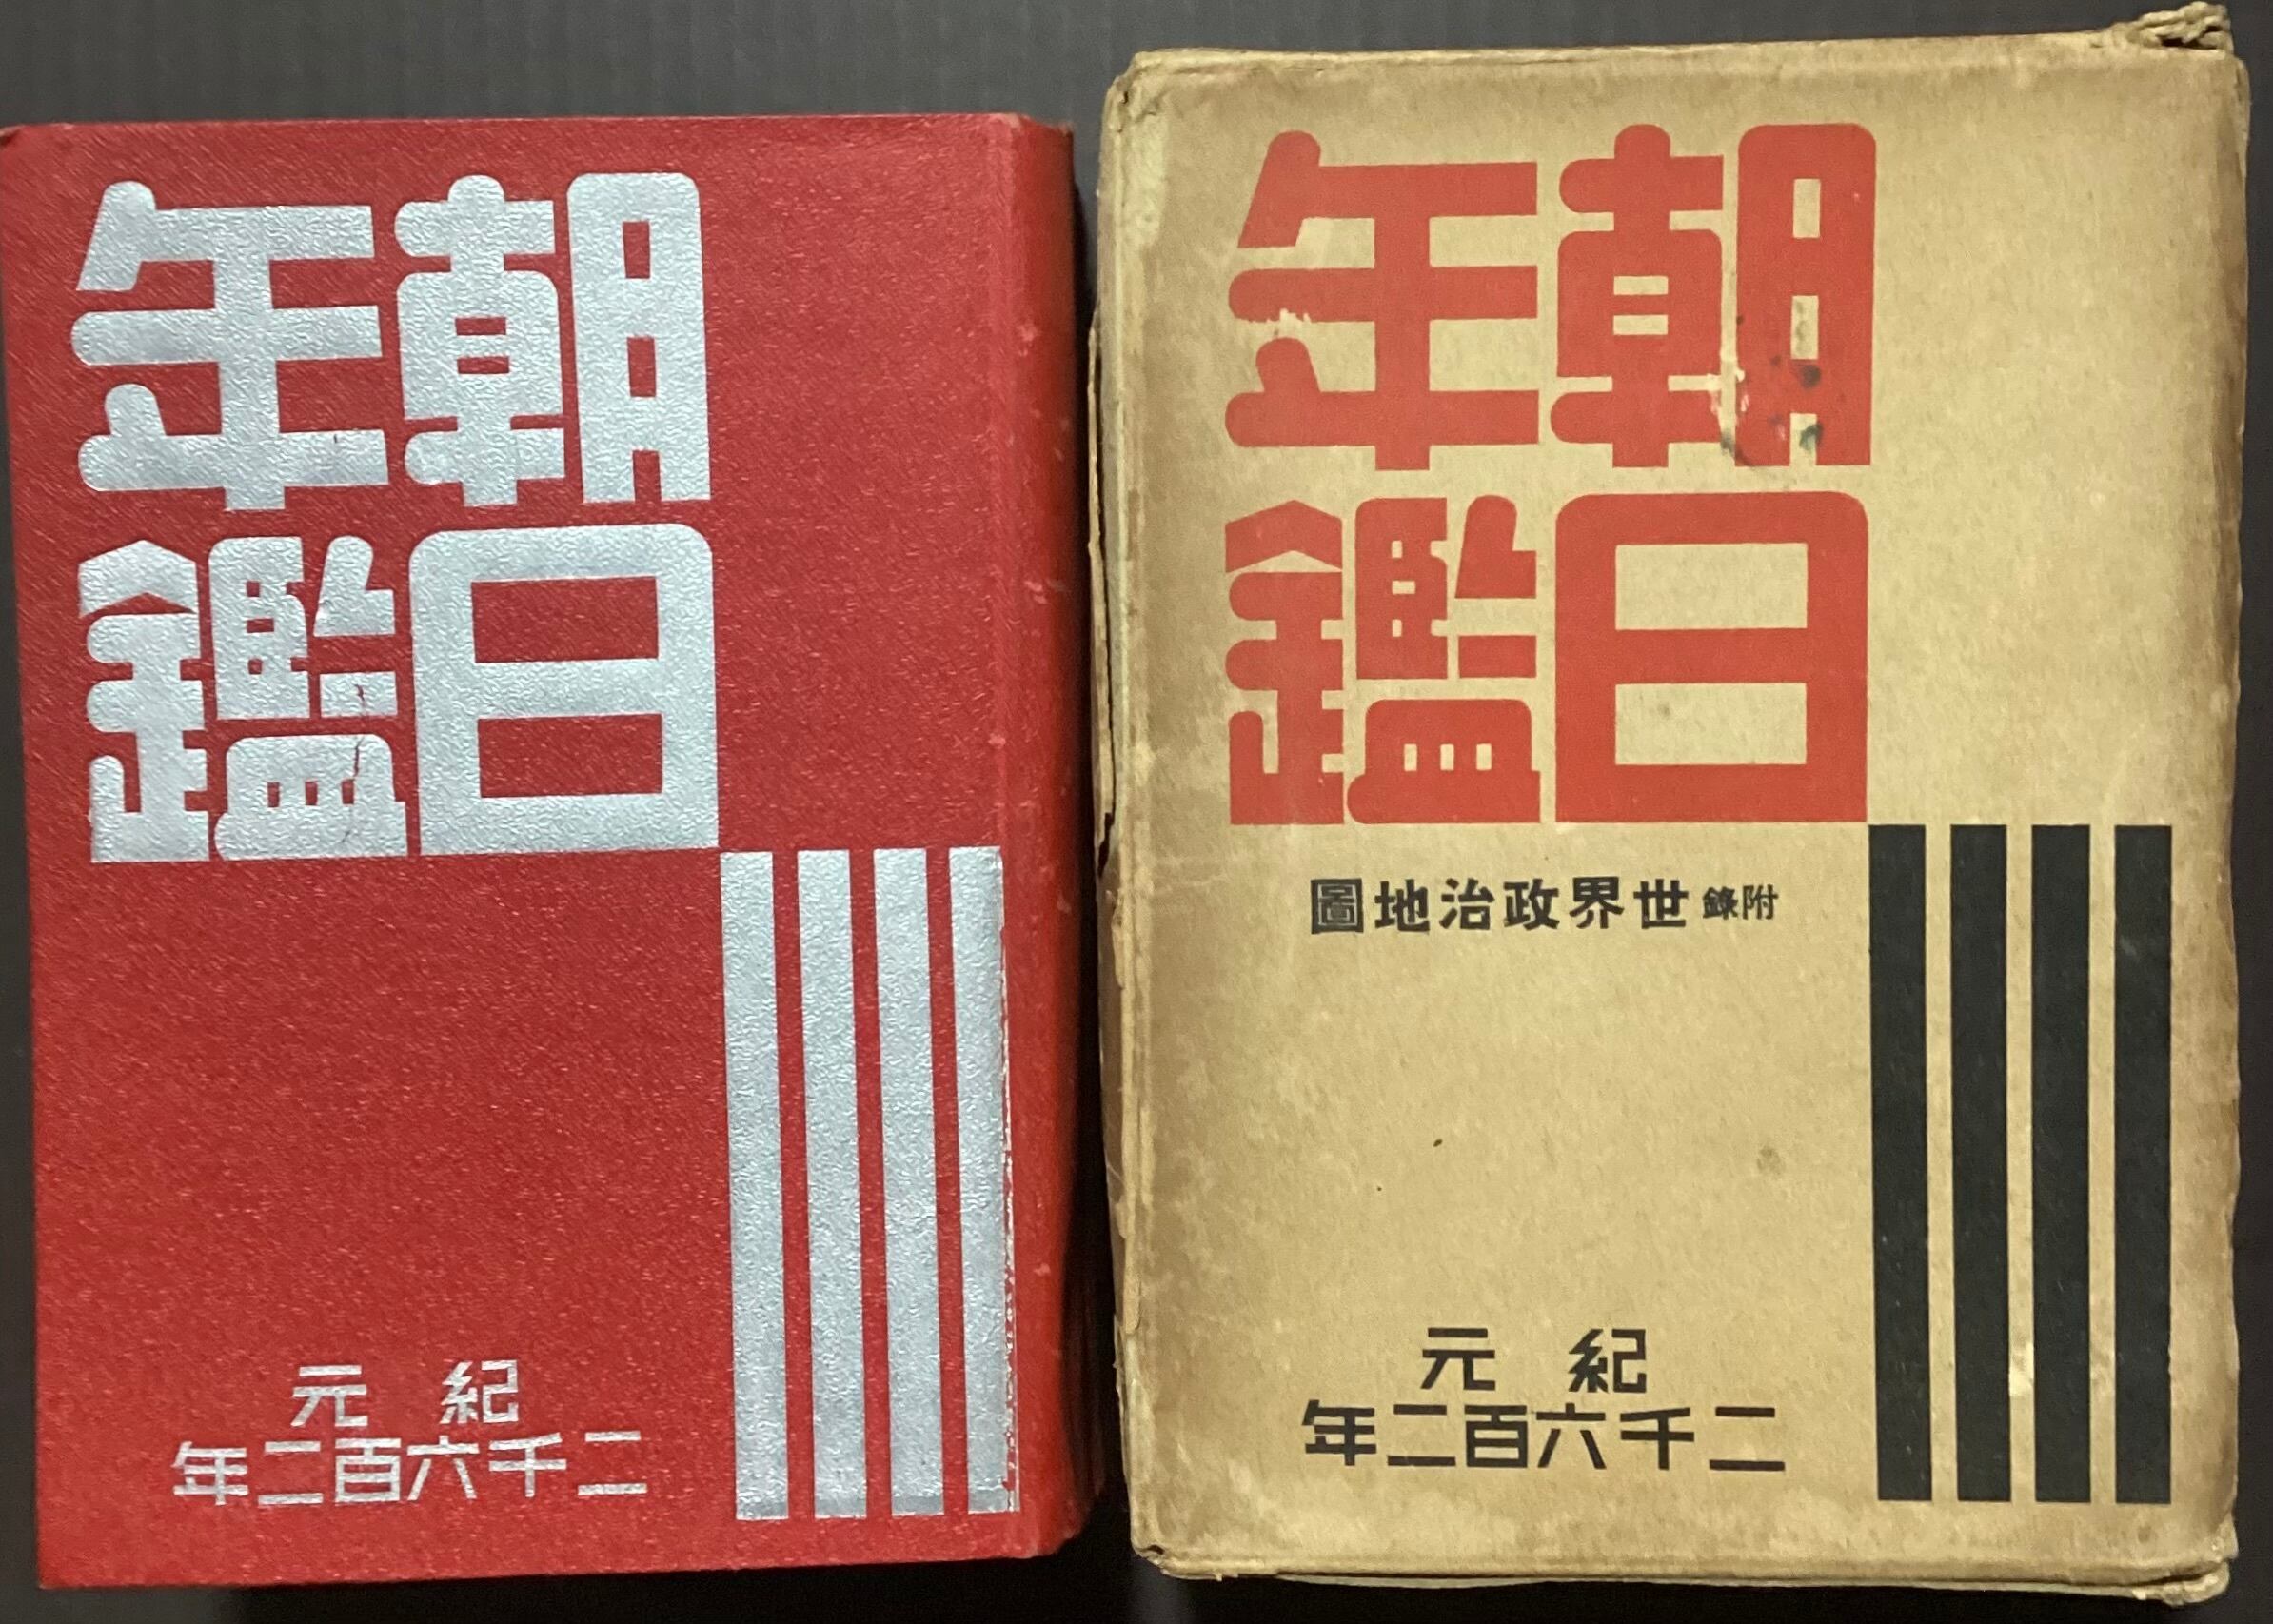 朝日
年鑑
紀元
二千六百二年
朝日
年鑑
附錄 世界政治地圖
紀元
二千六百二年